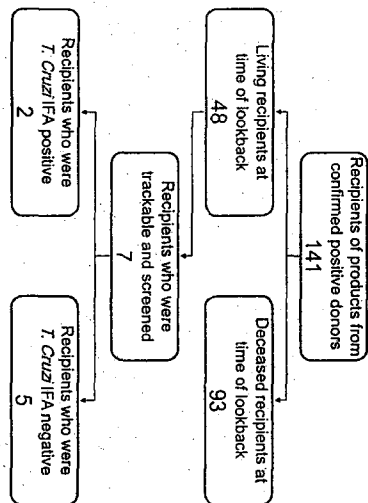 Recipients of products from
confirmed positive donors
141
Living recipients at
time of lookback
48
Deceased recipients at
time of lookback
93
Recipients who were
trackable and screened
7
Recipients who were
T. Cruzi IFA positive
2
Recipients who were
T. Cruzi IFA negative
5